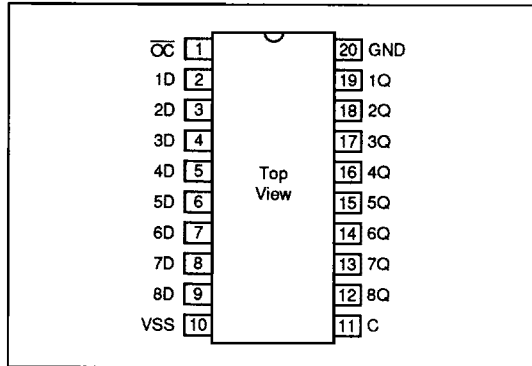 OC 1 20 GND
1D 2 19 1Q
2D 3 18 2Q
3D 4 17 3Q
4D 5 16 4Q
5D 6 Top View 15 5Q
6D 7 14 6Q
7D 8 13 7Q
8D 9 12 8Q
VSS 10 11 C